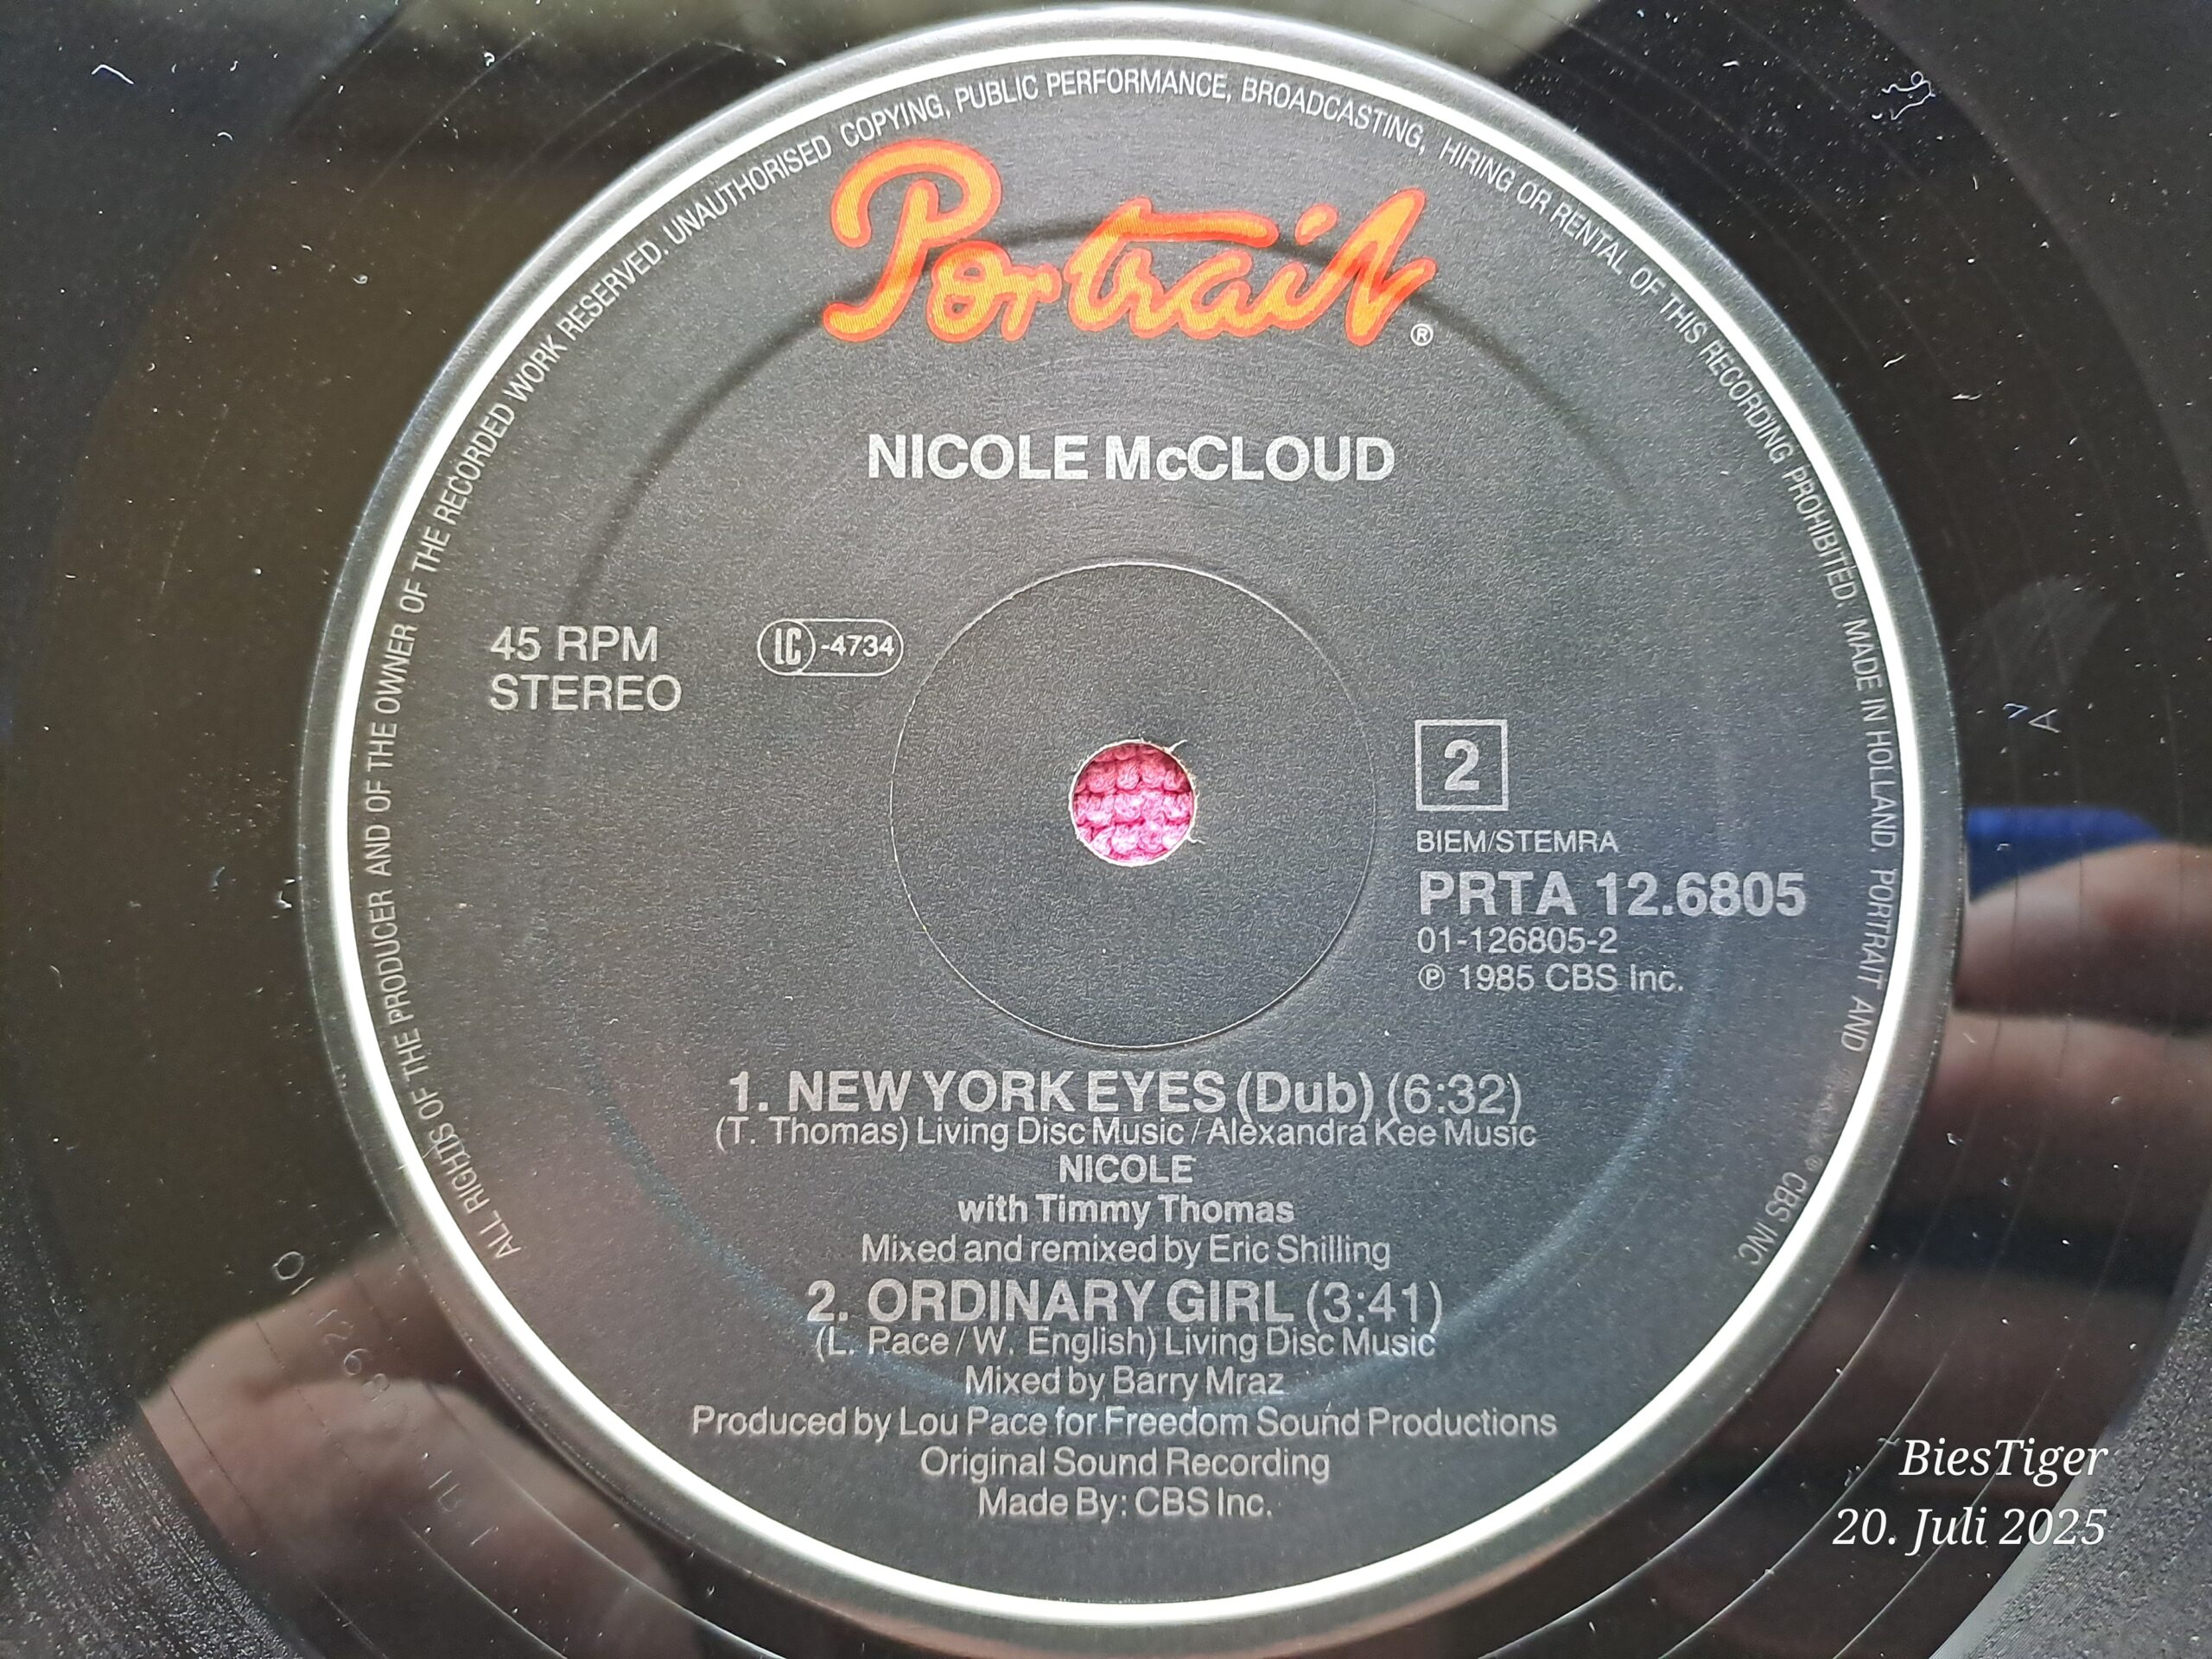 ALL RIGHTS OF THE PRODUCER AND OF THE OWNER OF THE RECORDED WORK RESERVED. UNAUTHORISED COPYING, PUBLIC PERFORMANCE, BROADCASTING, HIRING OR RENTAL OF THIS RECORDING PROHIBITED. MADE IN HOLLAND. PORTRAIT AND CBS INC.
Portrait®
NICOLE McCLOUD
45 RPM
STEREO
LC-4734
2
BIEM/STEMRA
PRTA 12.6805
01-126805-2
℗ 1985 CBS Inc.
1. NEW YORK EYES (Dub) (6:32)
(T. Thomas) Living Disc Music / Alexandra Kee Music
NICOLE
with Timmy Thomas
Mixed and remixed by Eric Shilling
2. ORDINARY GIRL (3:41)
(L. Pace / W. English) Living Disc Music
Mixed by Barry Mraz
Produced by Lou Pace for Freedom Sound Productions
Original Sound Recording
Made By: CBS Inc.
BiesTiger
20. Juli 2025